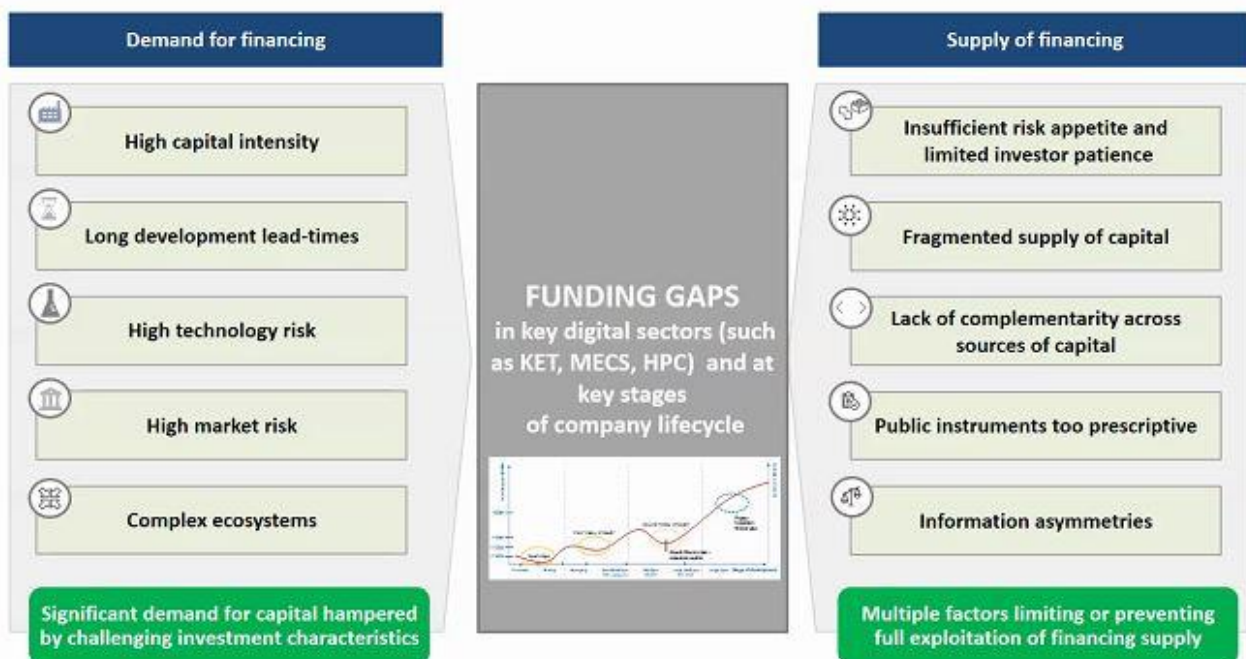 Demand for financing
Supply of financing
High capital intensity
Long development lead-times
High technology risk
High market risk
Complex ecosystems
Significant demand for capital hampered
by challenging investment characteristics
FUNDING GAPS
in key digital sectors (such
as KET, MECS, HPC) and at
key stages
of company lifecycle
Insufficient risk appetite and
limited investor patience
Fragmented supply of capital
Lack of complementarity across
sources of capital
Public instruments too prescriptive
Information asymmetries
Multiple factors limiting or preventing
full exploitation of financing supply